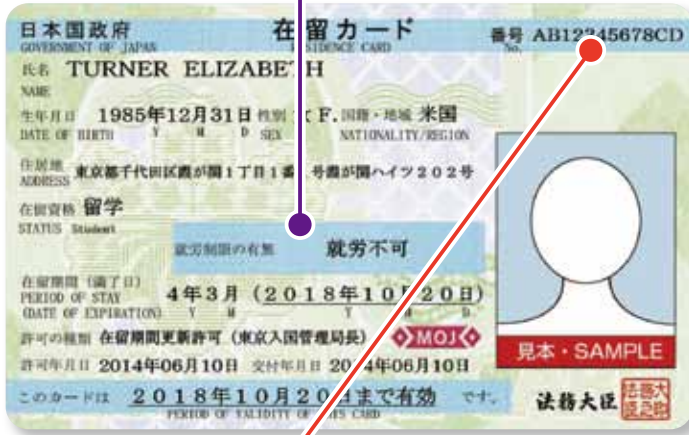 日本国政府 在留カード 番号 AB12345678CD
GOVERNMENT OF JAPAN RESIDENCE CARD No.
氏名 TURNER ELIZABETH
NAME
生年月日 1985年12月31日 性別 女 F. 国籍・地域 米国
DATE OF BIRTH Y M D SEX NATIONALITY/REGION
住居地 東京都千代田区霞が関1丁目1番 号霞が関ハイツ202号
ADDRESS
在留資格 留学
STATUS Student
就労制限の有無 就労不可
在留期間(満了日) 4年3月(2018年10月20日)
PERIOD OF STAY
(DATE OF EXPIRATION) Y M Y M D
許可の種類 在留期間更新許可(東京入国管理局長) MOJ
見本・SAMPLE
許可年月日 2014年06月10日 交付年月日 2014年06月10日
このカードは 2018年10月20日まで有効 です。
PERIOD OF VALIDITY OF THIS CARD
法務大臣